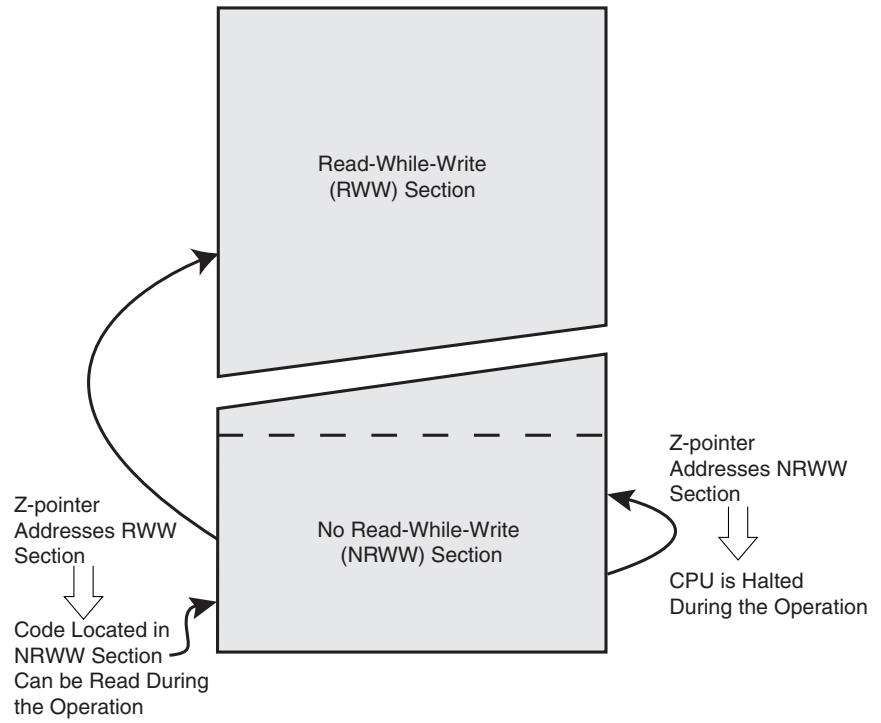 Read-While-Write
(RWW) Section
Z-pointer
Addresses NRWW
Section
Z-pointer
Addresses RWW
Section
No Read-While-Write
(NRWW) Section
CPU is Halted
During the Operation
Code Located in
NRWW Section
Can be Read During
the Operation